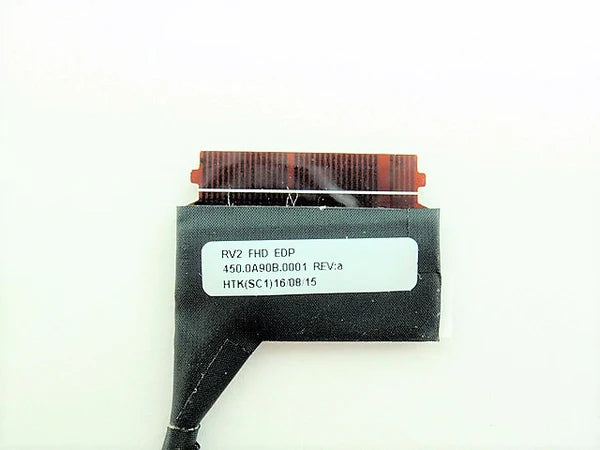 RV2 FHD EDP
450.0A90B.0001 REV:a
HTK(SC1)16/08/15